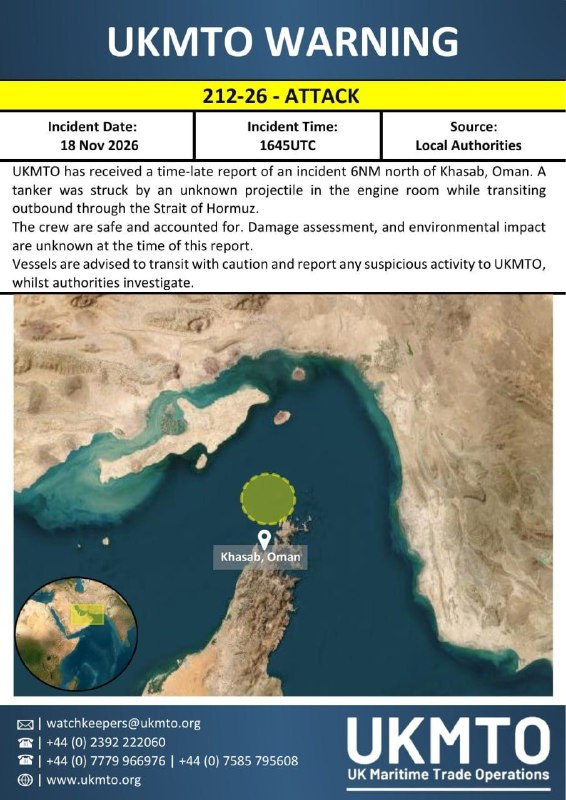 UKMTO WARNING
212-26 - ATTACK
Incident Date:
18 Nov 2026
Incident Time:
1645UTC
Source:
Local Authorities
UKMTO has received a time-late report of an incident 6NM north of Khasab, Oman. A
tanker was struck by an unknown projectile in the engine room while transiting
outbound through the Strait of Hormuz.
The crew are safe and accounted for. Damage assessment, and environmental impact
are unknown at the time of this report.
Vessels are advised to transit with caution and report any suspicious activity to UKMTO,
whilst authorities investigate.
Khasab, Oman
| watchkeepers@ukmto.org
| +44 (0) 2392 222060
| +44 (0) 7779 966976 | +44 (0) 7585 795608
| www.ukmto.org
UKMTO
UK Maritime Trade Operations